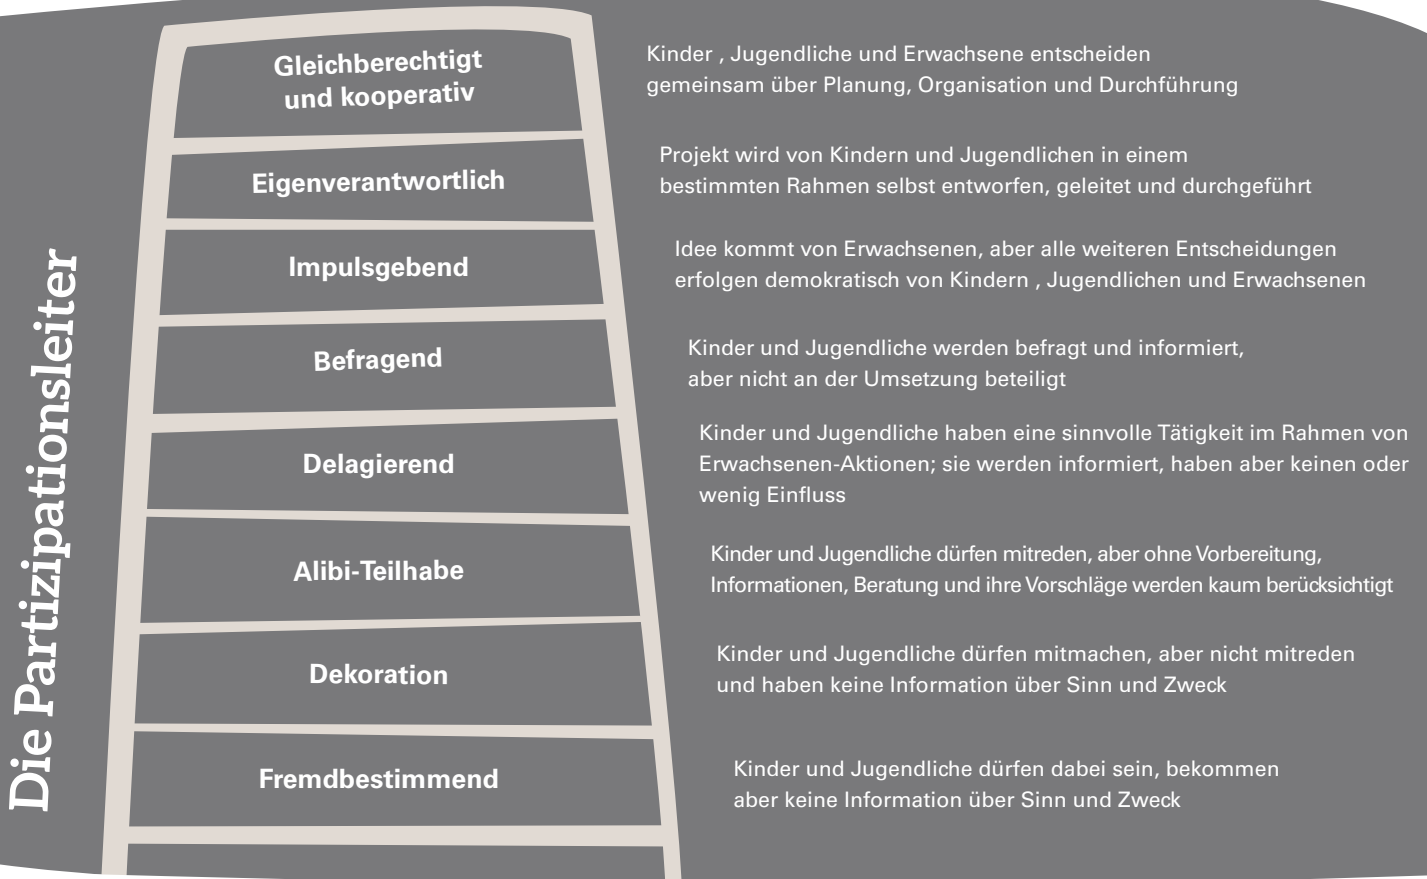 Die Partizipationsleiter
Gleichberechtigt
und kooperativ
Kinder , Jugendliche und Erwachsene entscheiden
gemeinsam über Planung, Organisation und Durchführung
Eigenverantwortlich
Projekt wird von Kindern und Jugendlichen in einem
bestimmten Rahmen selbst entworfen, geleitet und durchgeführt
Impulsgebend
Idee kommt von Erwachsenen, aber alle weiteren Entscheidungen
erfolgen demokratisch von Kindern , Jugendlichen und Erwachsenen
Befragend
Kinder und Jugendliche werden befragt und informiert,
aber nicht an der Umsetzung beteiligt
Delagierend
Kinder und Jugendliche haben eine sinnvolle Tätigkeit im Rahmen von
Erwachsenen-Aktionen; sie werden informiert, haben aber keinen oder
wenig Einfluss
Alibi-Teilhabe
Kinder und Jugendliche dürfen mitreden, aber ohne Vorbereitung,
Informationen, Beratung und ihre Vorschläge werden kaum berücksichtigt
Dekoration
Kinder und Jugendliche dürfen mitmachen, aber nicht mitreden
und haben keine Information über Sinn und Zweck
Fremdbestimmend
Kinder und Jugendliche dürfen dabei sein, bekommen
aber keine Information über Sinn und Zweck